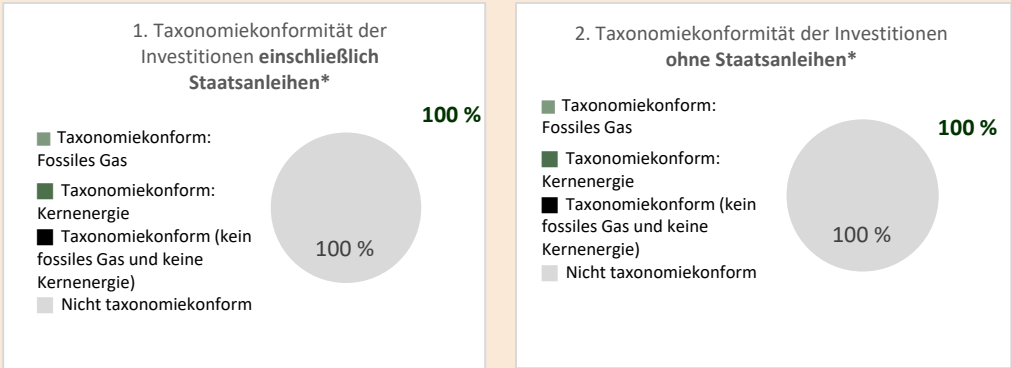 1. Taxonomiekonformität der
Investitionen einschließlich
Staatsanleihen*
100 %
Taxonomiekonform:
Fossiles Gas
Taxonomiekonform:
Kernenergie
Taxonomiekonform (kein
fossiles Gas und keine
Kernenergie)
Nicht taxonomiekonform
100 %
2. Taxonomiekonformität der Investitionen
ohne Staatsanleihen*
100 %
Taxonomiekonform:
Fossiles Gas
Taxonomiekonform:
Kernenergie
Taxonomiekonform (kein
fossiles Gas und keine
Kernenergie)
Nicht taxonomiekonform
100 %